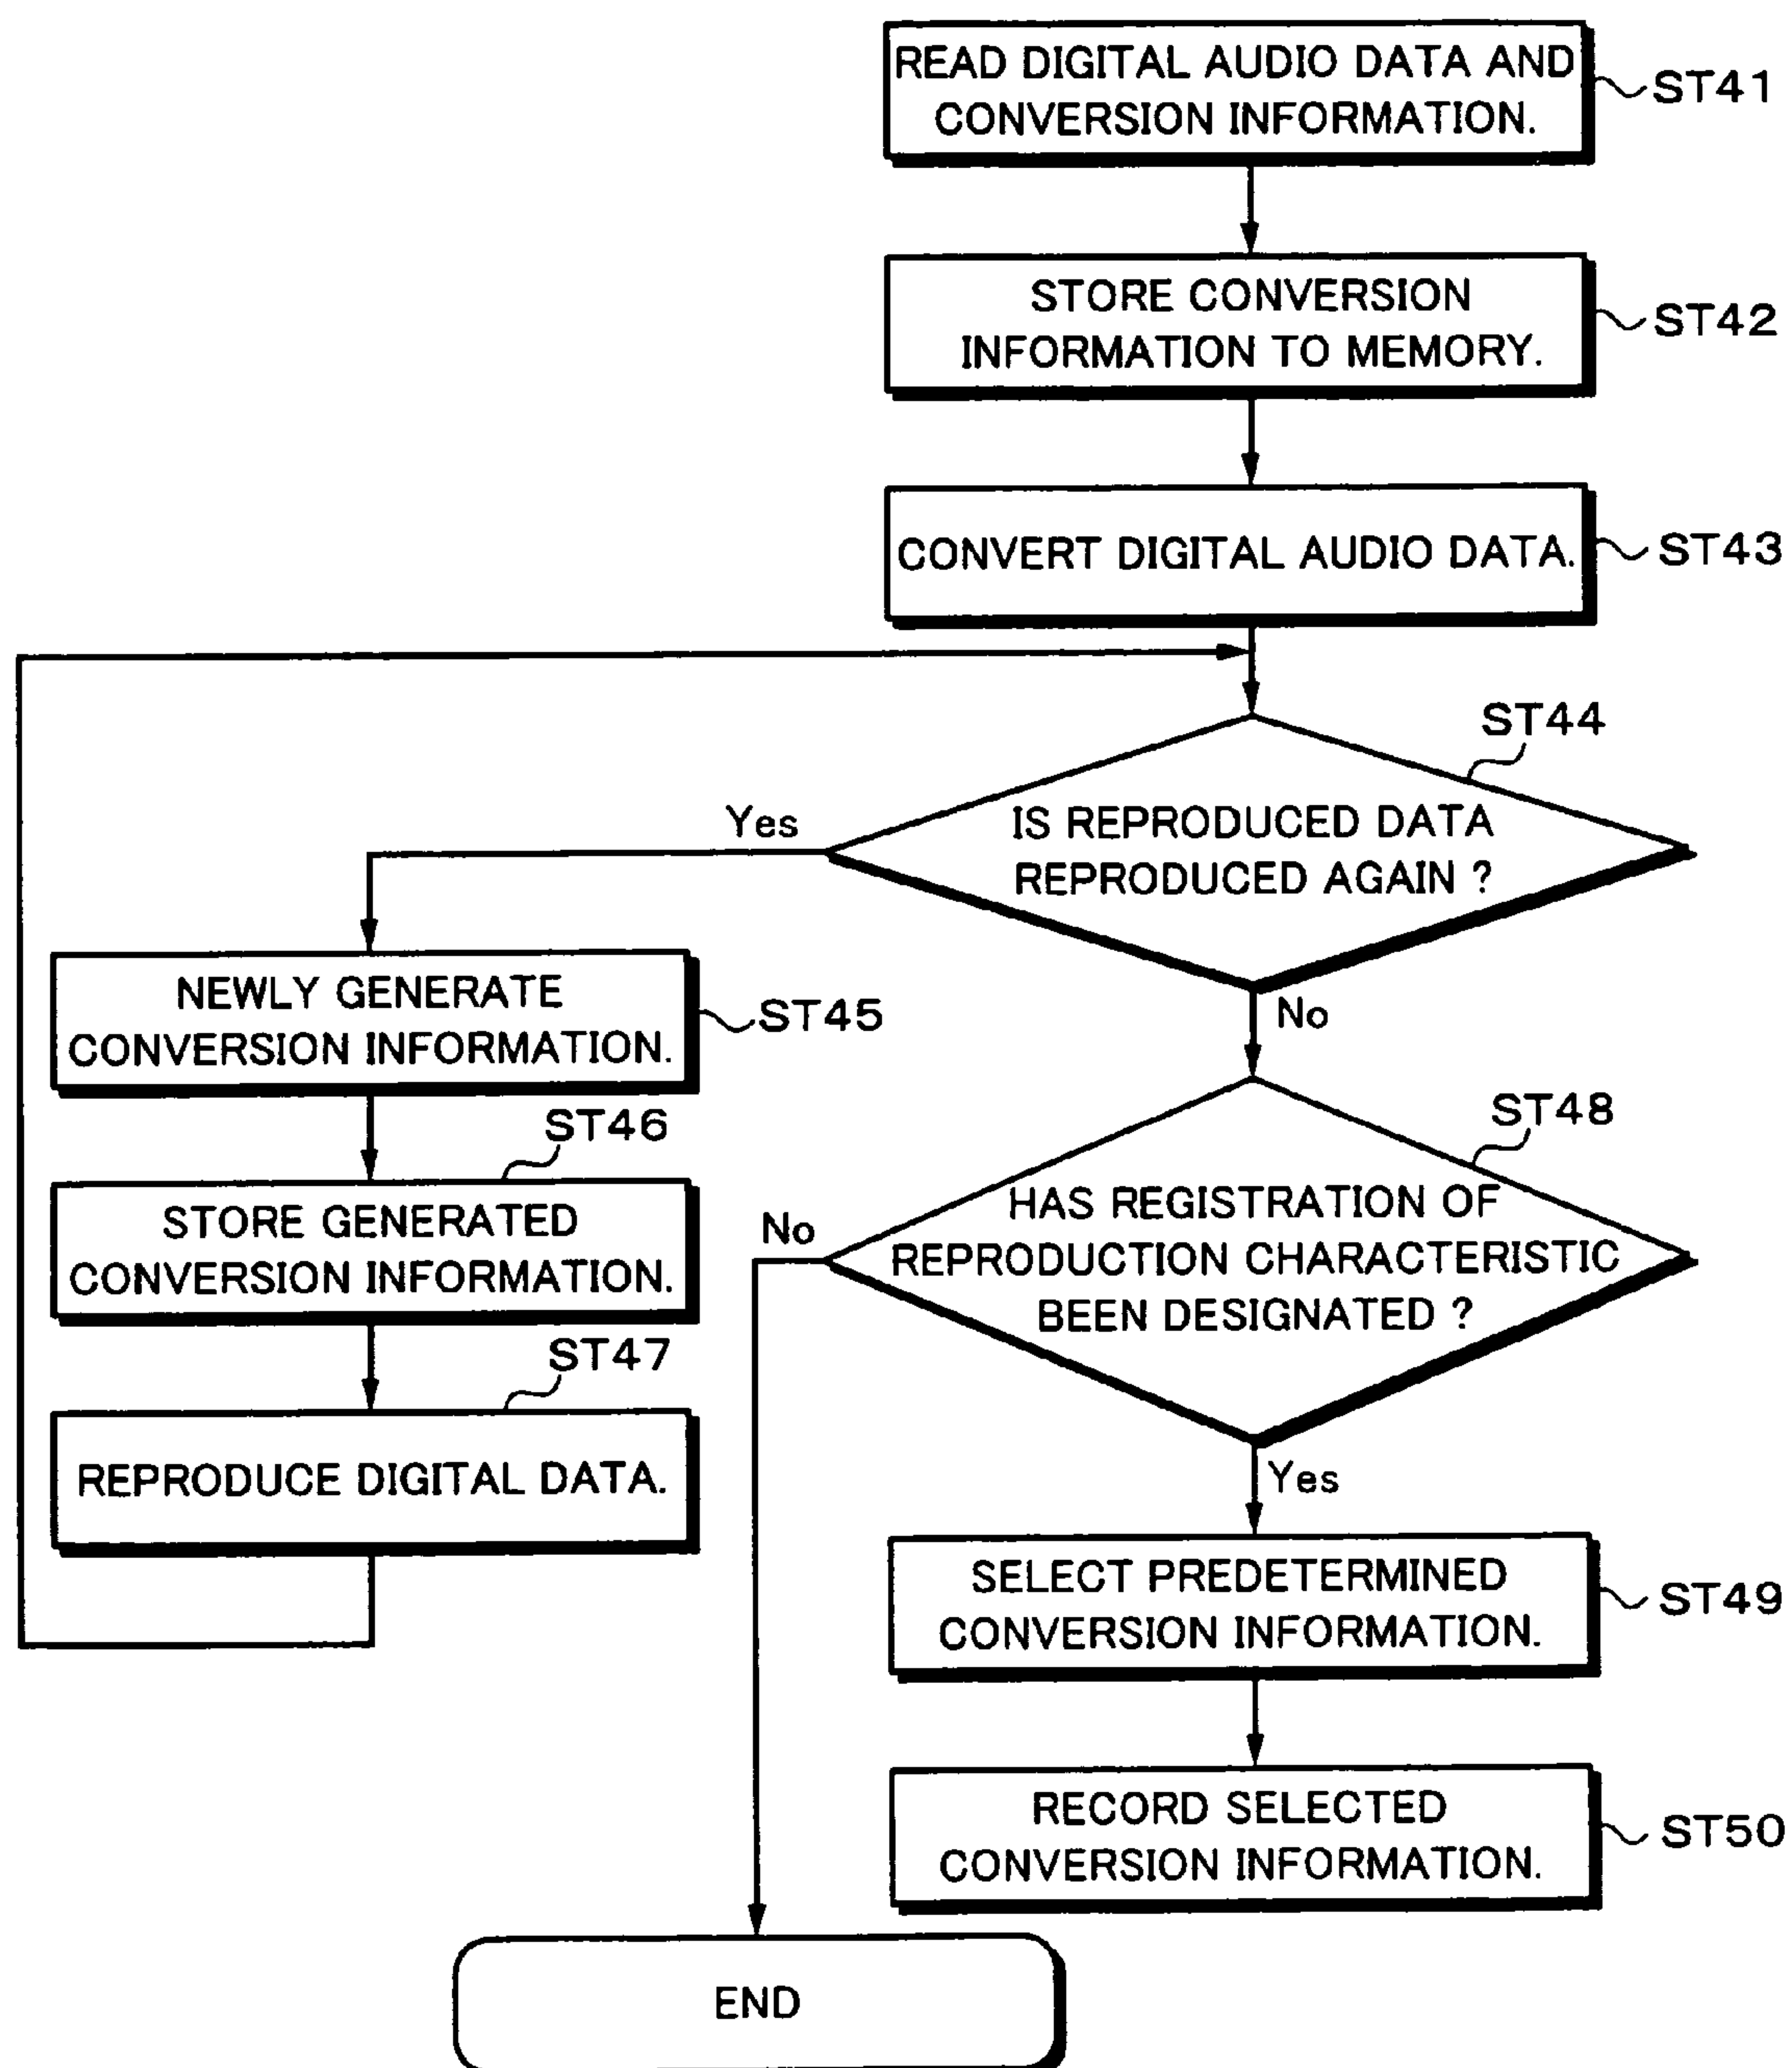 READ DIGITAL AUDIO DATA AND
CONVERSION INFORMATION.
ST41
STORE CONVERSION
INFORMATION TO MEMORY.
ST42
CONVERT DIGITAL AUDIO DATA.
ST43
ST44
IS REPRODUCED DATA
REPRODUCED AGAIN ?
Yes
No
NEWLY GENERATE
CONVERSION INFORMATION.
ST45
ST46
STORE GENERATED
CONVERSION INFORMATION.
ST47
REPRODUCE DIGITAL DATA.
ST48
HAS REGISTRATION OF
REPRODUCTION CHARACTERISTIC
BEEN DESIGNATED ?
No
Yes
SELECT PREDETERMINED
CONVERSION INFORMATION.
ST49
RECORD SELECTED
CONVERSION INFORMATION.
ST50
END